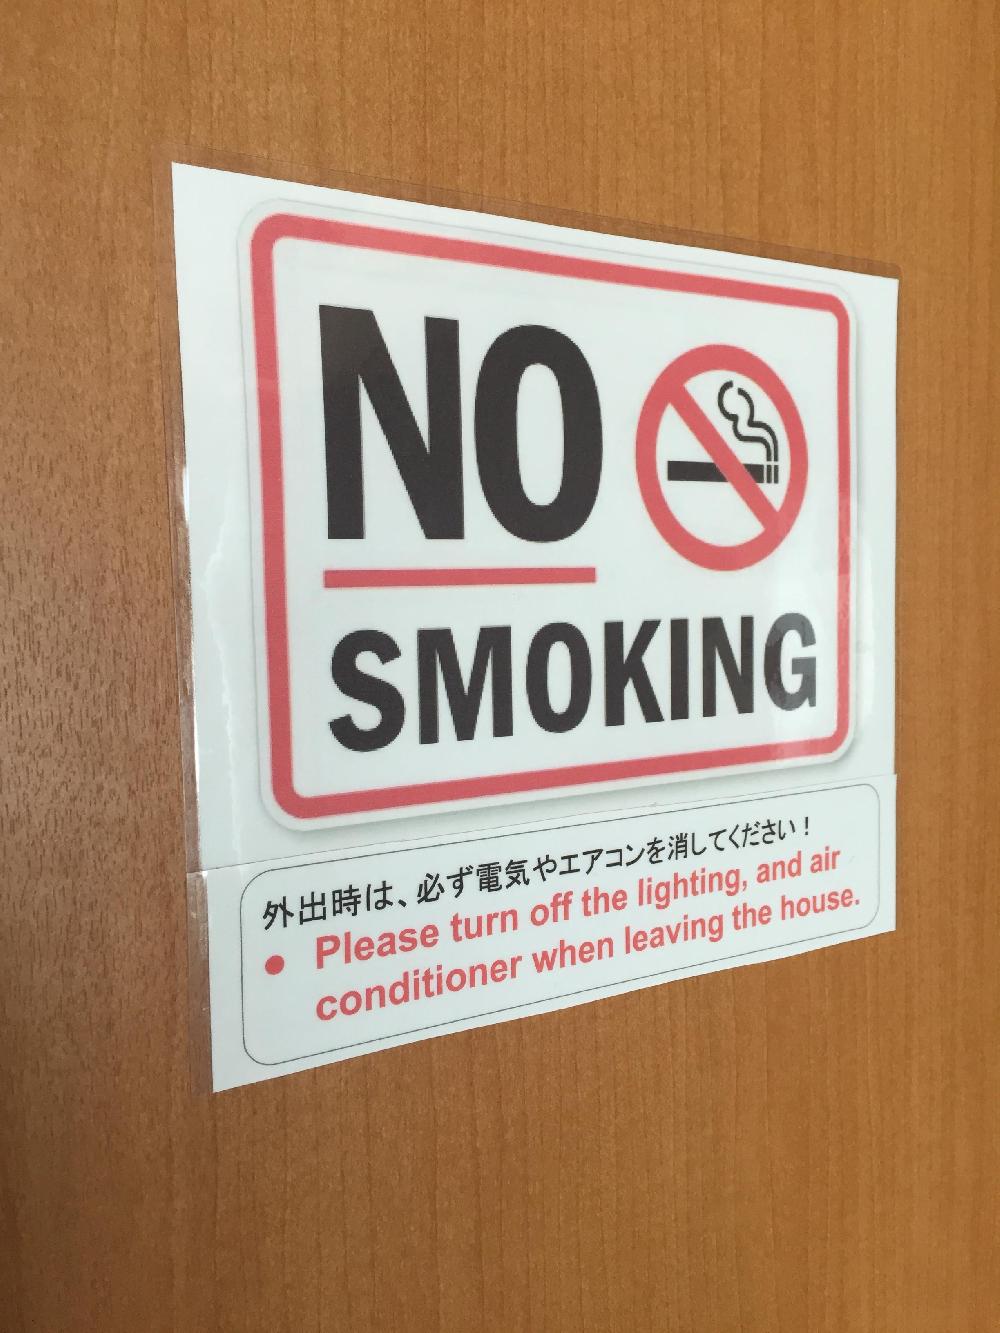 NO
SMOKING
外出時は、必ず電気やエアコンを消してください！
● Please turn off the lighting, and air
conditioner when leaving the house.